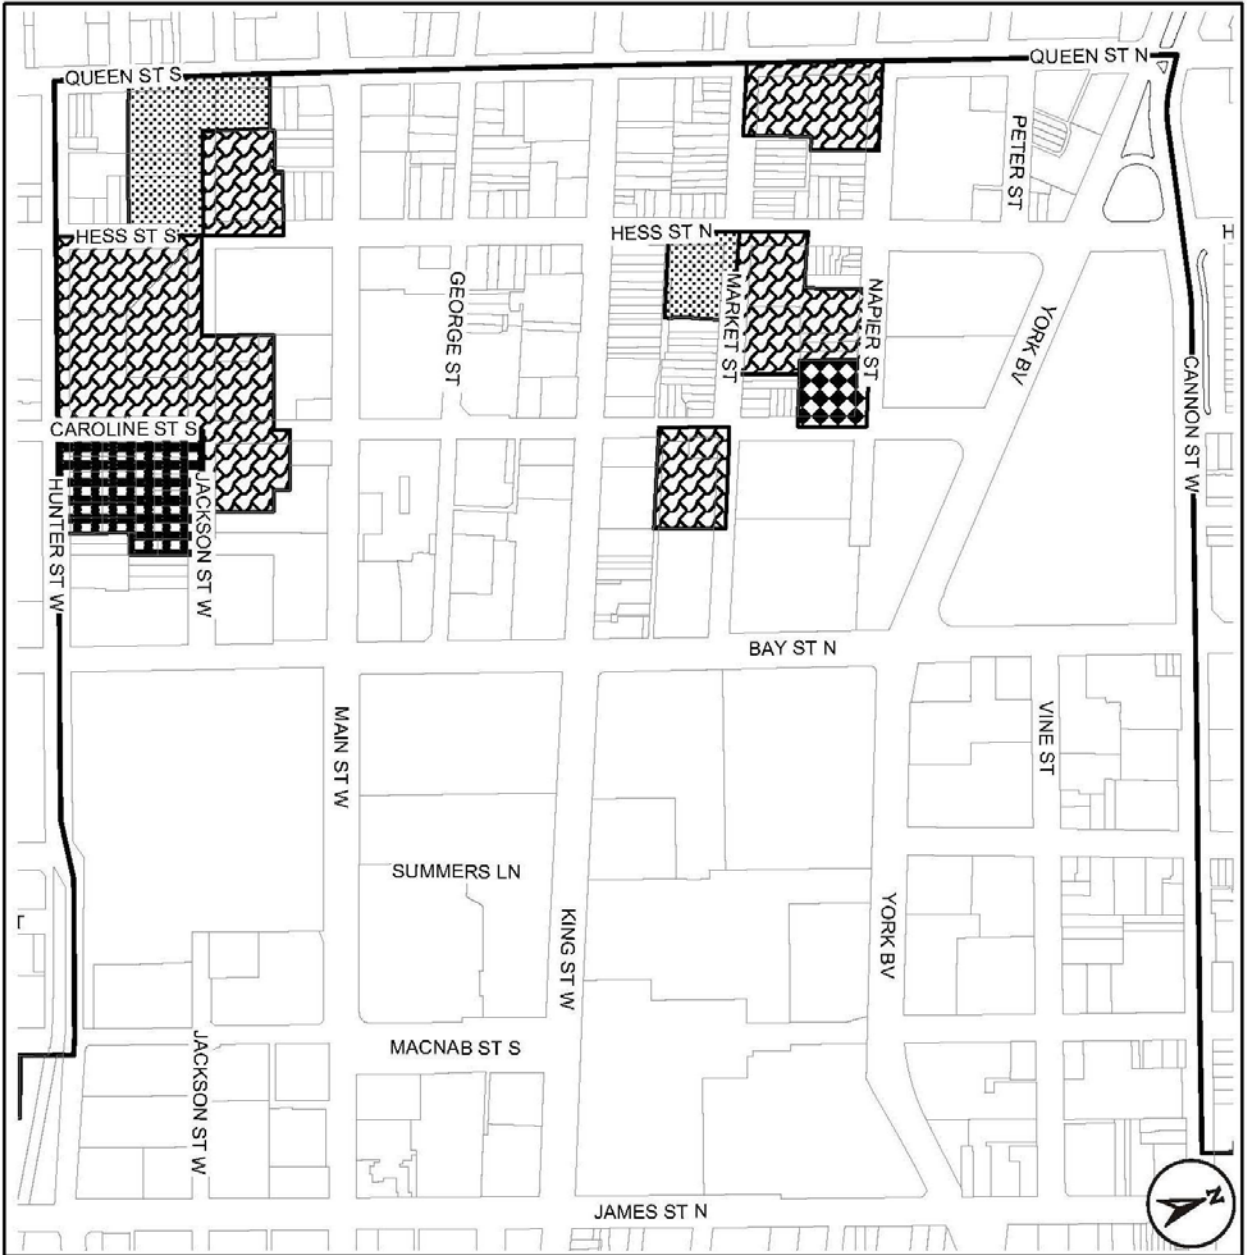 QUEEN ST S
QUEEN ST N
PETER ST
HESS ST S
HESS ST N
H
GEORGE ST
MARKET ST
NAPIER ST
YORK BV
CANNON ST W
CAROLINE ST S
HUNTER ST W
JACKSON ST W
BAY ST N
MAIN ST W
VINE ST
SUMMERS LN
KING ST W
YORK BV
T
JACKSON ST W
MACNAB ST S
JAMES ST N
N